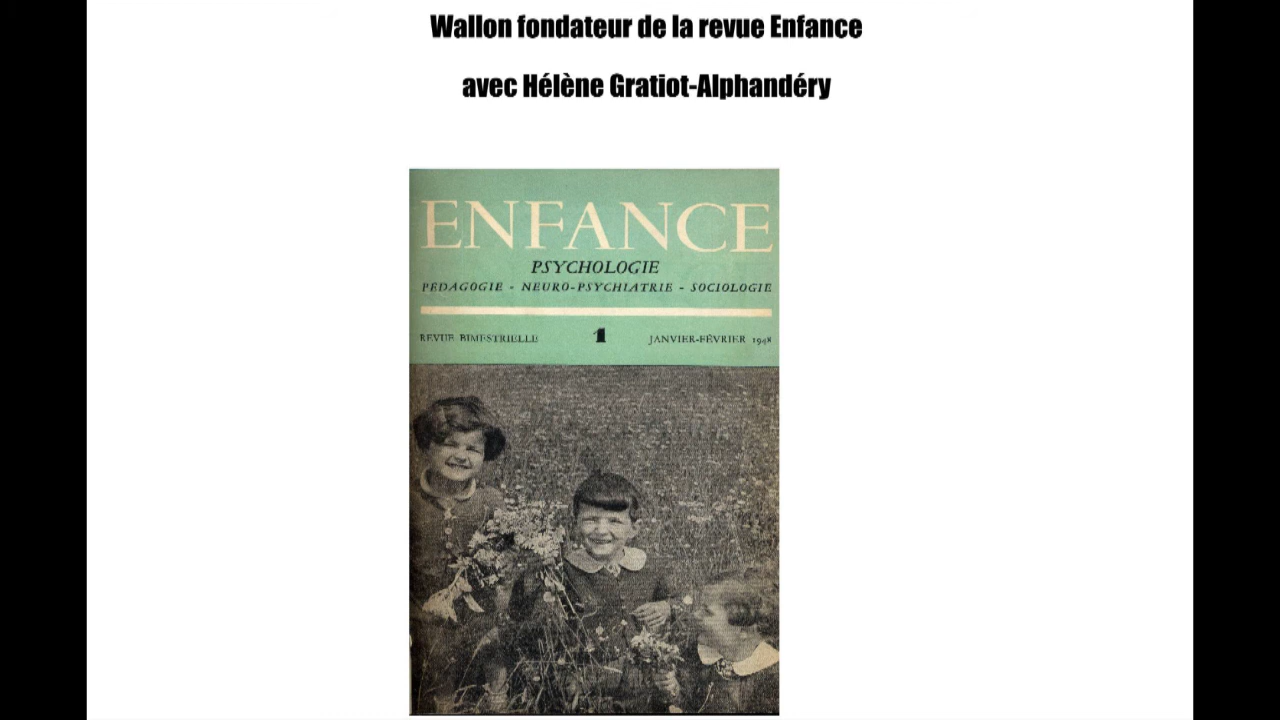 Wallon fondateur de la revue Enfance
avec Hélène Gratiot-Alphandéry
ENFANCE
PSYCHOLOGIE
PÉDAGOGIE - NEURO-PSYCHIATRIE - SOCIOLOGIE
REVUE BIMESTRIELLE 1 JANVIER-FÉVRIER 1948